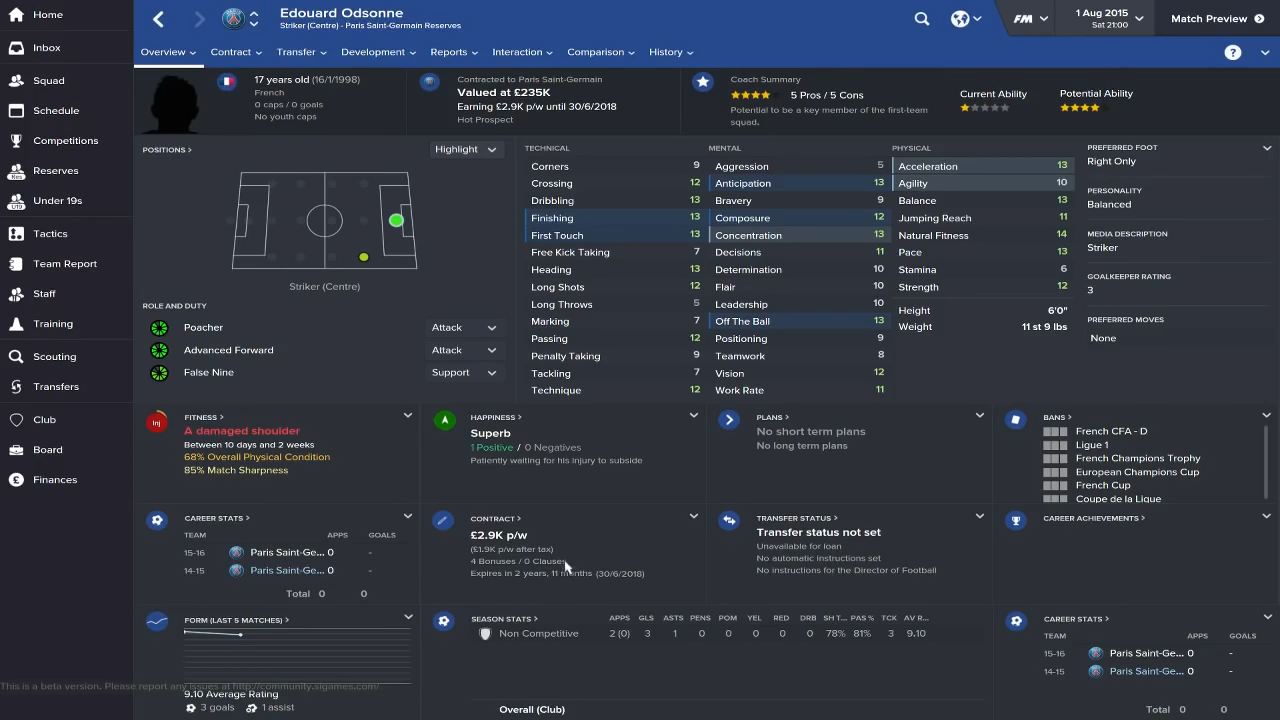 Home
Inbox
Squad
Schedule
Competitions
Reserves
Under 19s
Tactics
Team Report
Staff
Training
Scouting
Transfers
Club
Board
Finances
Edouard Odsonne
Striker (Centre) - Paris Saint-Germain Reserves
FM
1 Aug 2015
Sat 21:00
Match Preview
Overview Contract Transfer Development Reports Interaction Comparison History
17 years old (16/1/1998)
French
0 caps / 0 goals
No youth caps
Contracted to Paris Saint-Germain
Valued at £235K
Earning £2.9K p/w until 30/6/2018
Hot Prospect
Coach Summary
5 Pros / 5 Cons
Potential to be a key member of the first-team
squad.
Current Ability
Potential Ability
POSITIONS >
Highlight
Striker (Centre)
ROLE AND DUTY
Poacher Attack
Advanced Forward Attack
False Nine Support
TECHNICAL
Corners 9
Crossing 12
Dribbling 13
Finishing 13
First Touch 13
Free Kick Taking 7
Heading 13
Long Shots 12
Long Throws 5
Marking 7
Passing 12
Penalty Taking 9
Tackling 7
Technique 12
MENTAL
Aggression 5
Anticipation 13
Bravery 9
Composure 12
Concentration 13
Decisions 11
Determination 10
Flair 10
Leadership 10
Off The Ball 13
Positioning 9
Teamwork 8
Vision 12
Work Rate 11
PHYSICAL
Acceleration 13
Agility 10
Balance 13
Jumping Reach 11
Natural Fitness 14
Pace 13
Stamina 6
Strength 12
Height 6'0"
Weight 11 st 9 lbs
PREFERRED FOOT
Right Only
PERSONALITY
Balanced
MEDIA DESCRIPTION
Striker
GOALKEEPER RATING
3
PREFERRED MOVES
None
Inj
FITNESS >
A damaged shoulder
Between 10 days and 2 weeks
68% Overall Physical Condition
85% Match Sharpness
HAPPINESS >
Superb
1 Positive / 0 Negatives
Patiently waiting for his injury to subside
PLANS >
No short term plans
No long term plans
BANS >
French CFA - D
Ligue 1
French Champions Trophy
European Champions Cup
French Cup
Coupe de la Ligue
CAREER STATS >
TEAM APPS GOALS
15-16 Paris Saint-Ge... 0 -
14-15 Paris Saint-Ge... 0 -
Total 0 0
CONTRACT >
£2.9K p/w
(£1.9K p/w after tax)
4 Bonuses / 0 Clauses
Expires in 2 years, 11 months (30/6/2018)
TRANSFER STATUS >
Transfer status not set
Unavailable for loan
No automatic instructions set
No instructions for the Director of Football
CAREER ACHIEVEMENTS >
FORM (LAST 5 MATCHES) >
This is a beta version. Please report any issues at http://community.sigames.com/
9.10 Average Rating
3 goals 1 assist
SEASON STATS > APPS GLS ASTS PENS POM YEL RED DRB SH T... PAS % TCK AV R...
Non Competitive 2 (0) 3 1 0 0 0 0 0 78% 81% 3 9.10
Overall (Club)
CAREER STATS >
TEAM APPS GOALS
15-16 Paris Saint-Ge... 0 -
14-15 Paris Saint-Ge... 0 -
Total 0 0